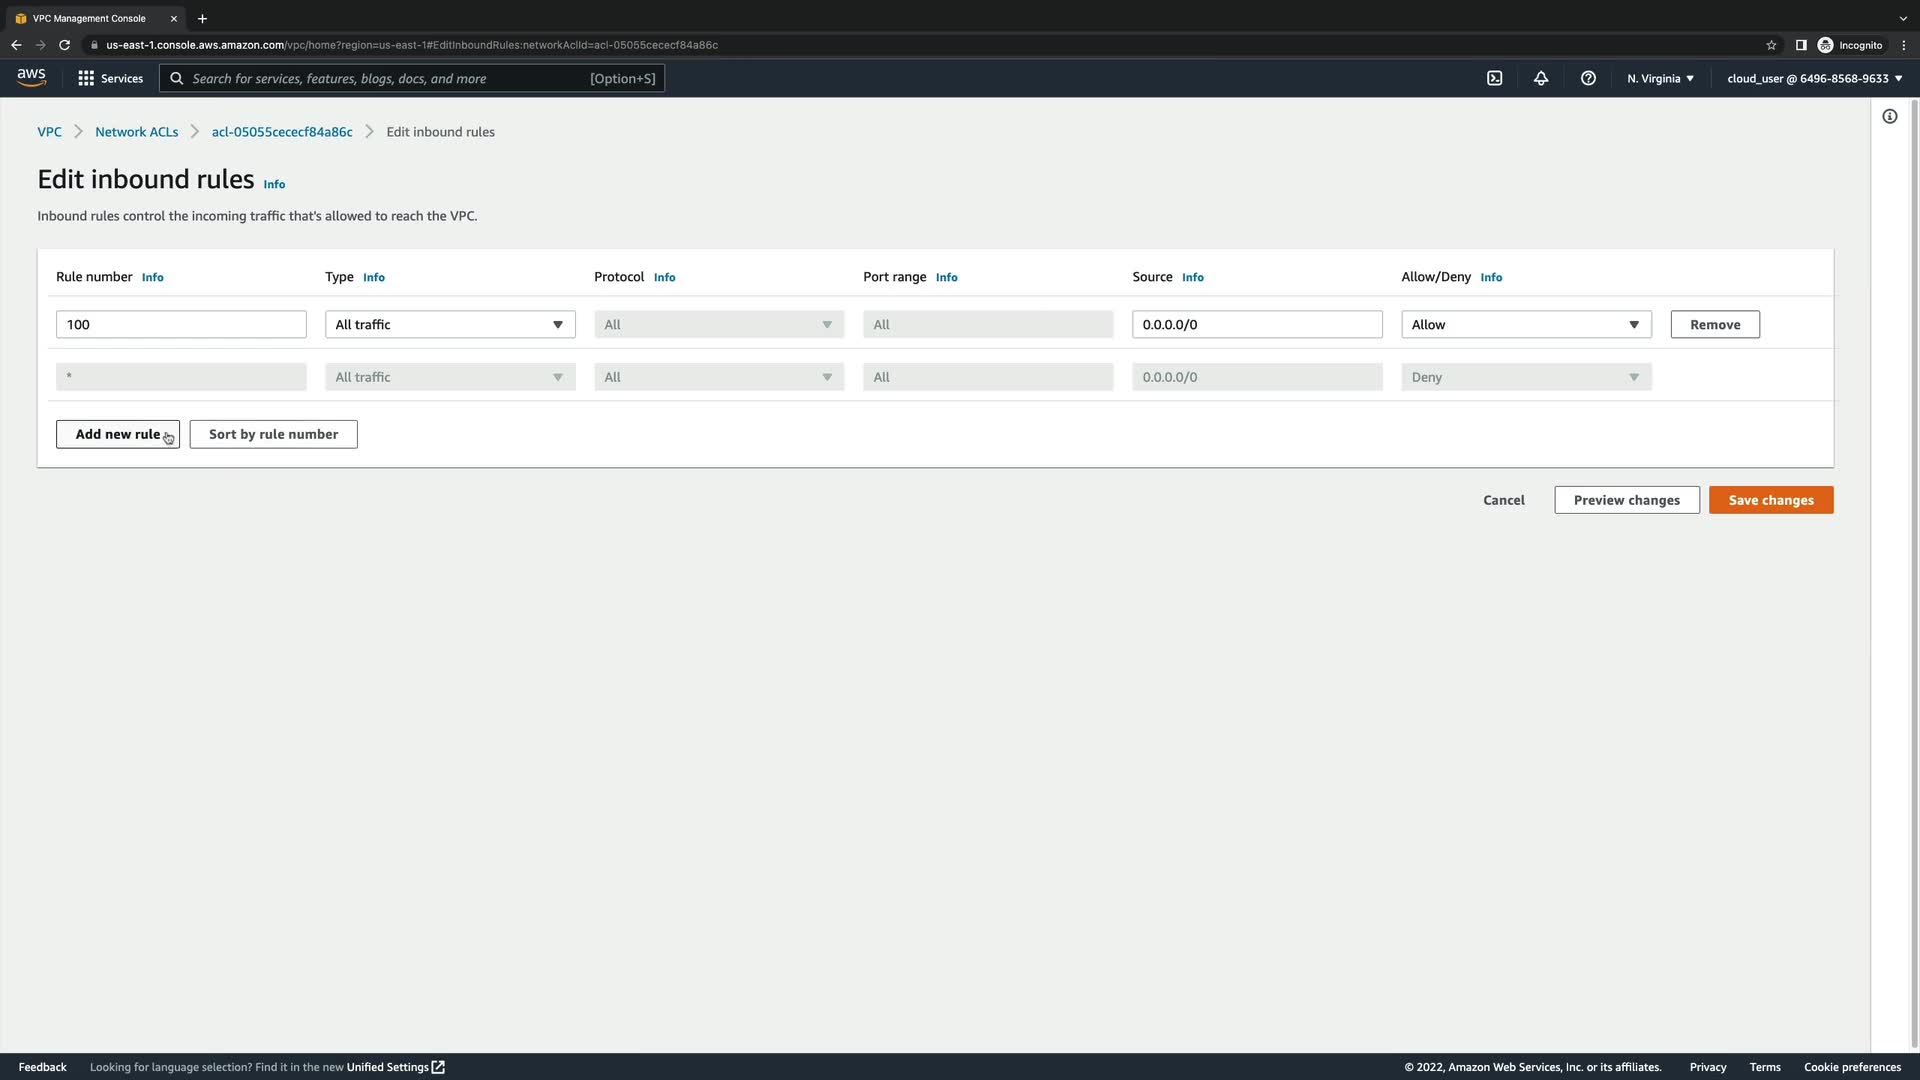 VPC Management Console
us-east-1.console.aws.amazon.com/vpc/home?region=us-east-1#EditInboundRules:networkAclId=acl-05055cececf84a86c
Incognito
aws
Services
Search for services, features, blogs, docs, and more
[Option+S]
N. Virginia
cloud_user @ 6496-8568-9633
VPC
Network ACLs
acl-05055cececf84a86c
Edit inbound rules
Edit inbound rules Info
Inbound rules control the incoming traffic that's allowed to reach the VPC.
Rule number Info Type Info Protocol Info Port range Info Source Info Allow/Deny Info
100 All traffic All All 0.0.0.0/0 Allow Remove
* All traffic All All 0.0.0.0/0 Deny
Add new rule Sort by rule number
Cancel Preview changes Save changes
Feedback Looking for language selection? Find it in the new Unified Settings © 2022, Amazon Web Services, Inc. or its affiliates. Privacy Terms Cookie preferences